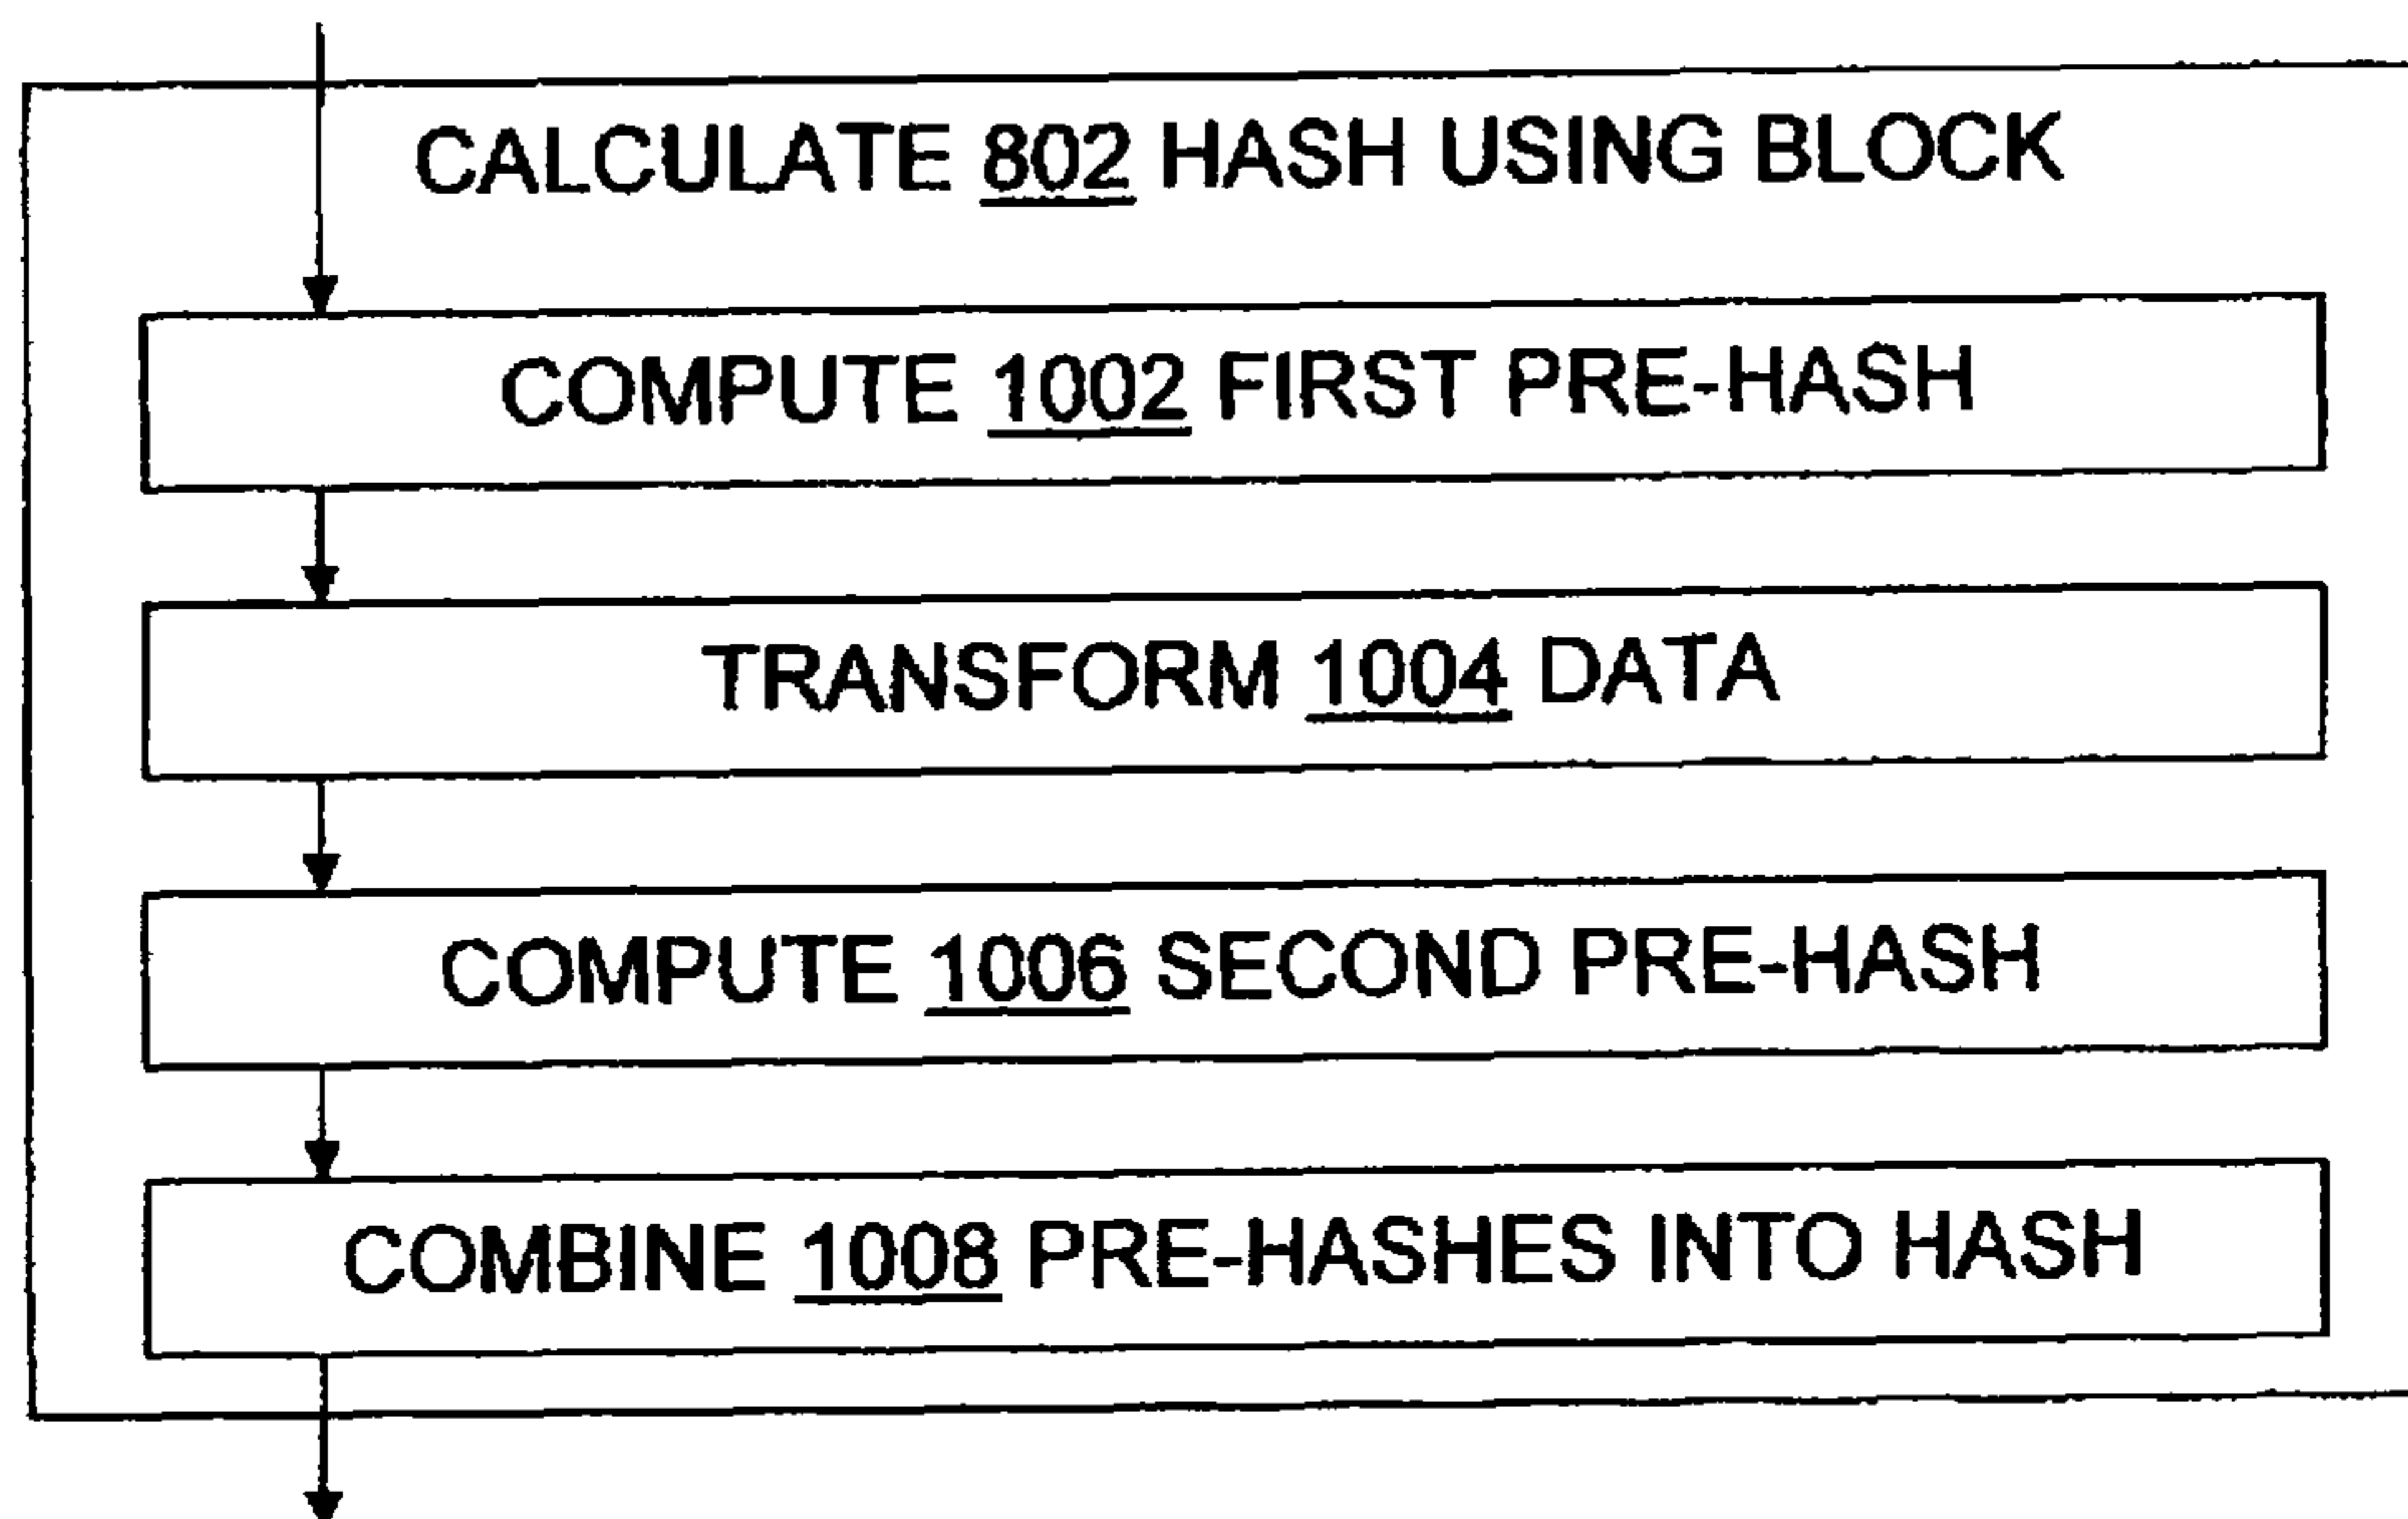 CALCULATE 802 HASH USING BLOCK
COMPUTE 1002 FIRST PRE-HASH
TRANSFORM 1004 DATA
COMPUTE 1006 SECOND PRE-HASH
COMBINE 1008 PRE-HASHES INTO HASH